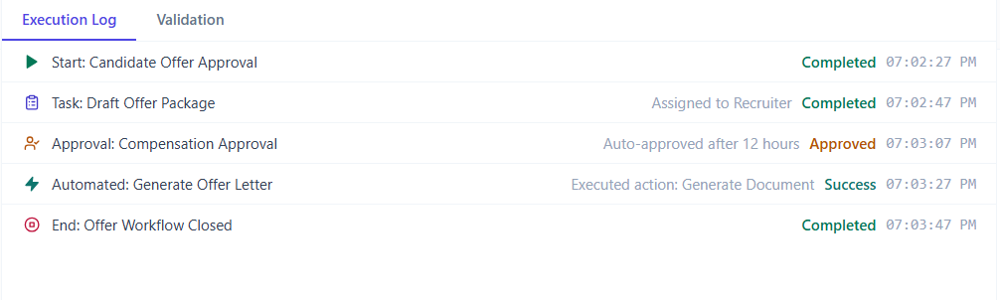 Execution Log Validation
Start: Candidate Offer Approval Completed 07:02:27 PM
Task: Draft Offer Package Assigned to Recruiter Completed 07:02:47 PM
Approval: Compensation Approval Auto-approved after 12 hours Approved 07:03:07 PM
Automated: Generate Offer Letter Executed action: Generate Document Success 07:03:27 PM
End: Offer Workflow Closed Completed 07:03:47 PM